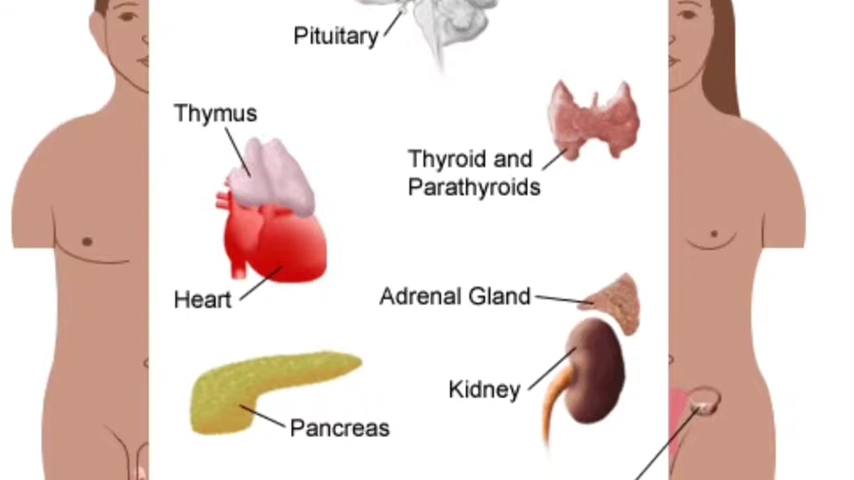 Pituitary
Thymus
Thyroid and
Parathyroids
Adrenal Gland
Heart
Kidney
Pancreas